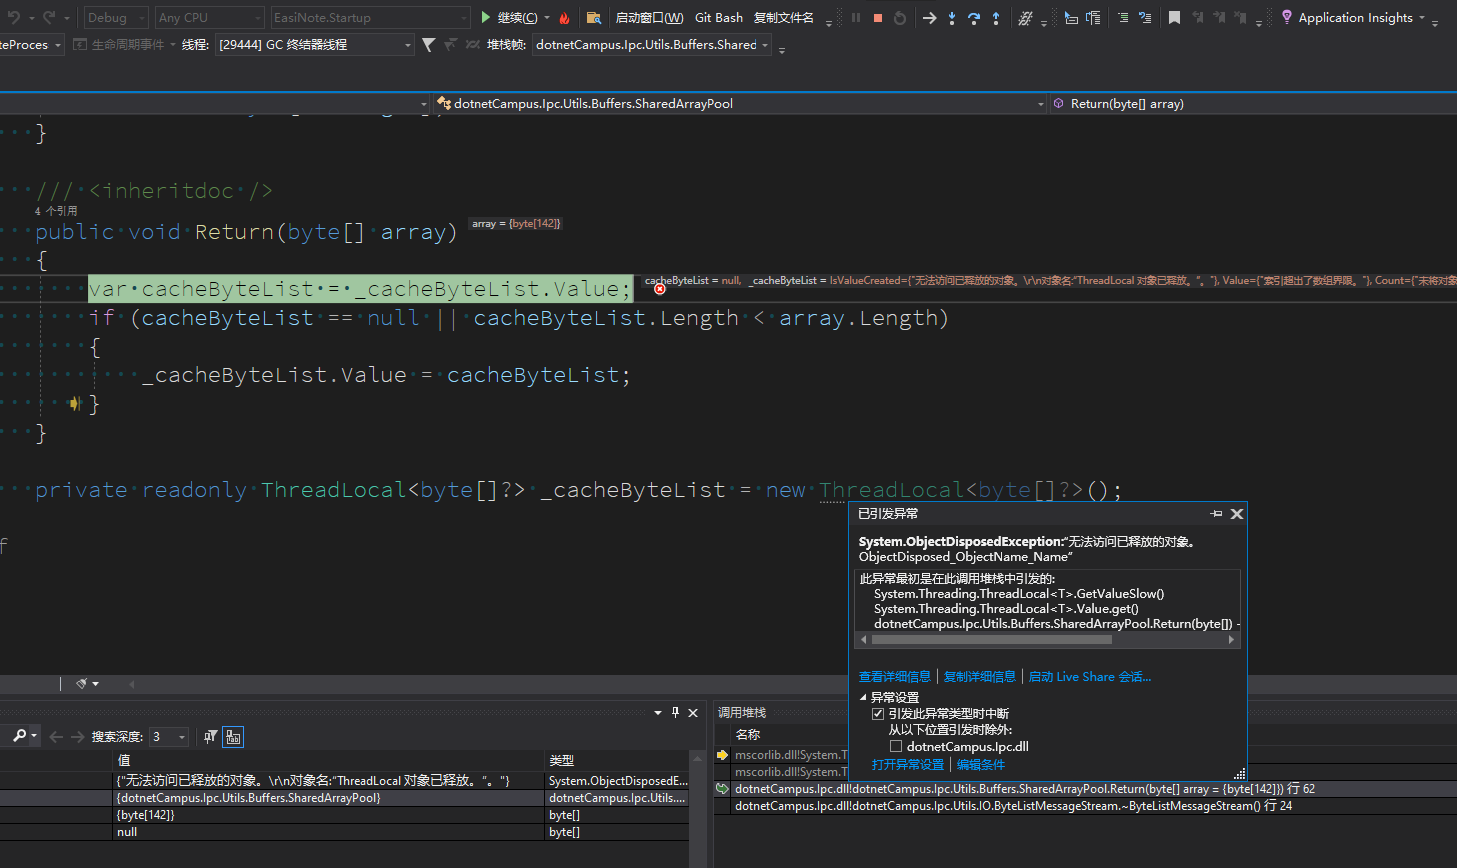 Debug
Any CPU
EasiNote.Startup
继续(C)
启动窗口(W)
Git Bash
复制文件名
Application Insights
teProces
生命周期事件
线程:
[29444] GC 终结器线程
堆栈帧:
dotnetCampus.Ipc.Utils.Buffers.Shared
dotnetCampus.Ipc.Utils.Buffers.SharedArrayPool
Return(byte[] array)
}
/// <inheritdoc />
4 个引用
public void Return(byte[] array)
array = {byte[142]}
{
var cacheByteList = _cacheByteList.Value;
cacheByteList = null, _cacheByteList = IsValueCreated={"无法访问已释放的对象。\r\n对象名:“ThreadLocal 对象已释放。”。"}, Value={"索引超出了数组界限。"}, Count={"未将对象
if (cacheByteList == null || cacheByteList.Length < array.Length)
{
_cacheByteList.Value = cacheByteList;
}
}
private readonly ThreadLocal<byte[]?> _cacheByteList = new ThreadLocal<byte[]?>();
f
已引发异常
System.ObjectDisposedException:“无法访问已释放的对象。
ObjectDisposed_ObjectName_Name”
此异常最初是在此调用堆栈中引发的:
System.Threading.ThreadLocal<T>.GetValueSlow()
System.Threading.ThreadLocal<T>.Value.get()
dotnetCampus.Ipc.Utils.Buffers.SharedArrayPool.Return(byte[])
查看详细信息 | 复制详细信息 | 启动 Live Share 会话...
异常设置
引发此异常类型时中断
从以下位置引发时除外:
dotnetCampus.Ipc.dll
打开异常设置 | 编辑条件
搜索深度:
3
值
类型
{"无法访问已释放的对象。\r\n对象名:“ThreadLocal 对象已释放。”。"}
System.ObjectDisposedE...
{dotnetCampus.Ipc.Utils.Buffers.SharedArrayPool}
dotnetCampus.Ipc.Utils....
{byte[142]}
byte[]
null
byte[]
调用堆栈
名称
mscorlib.dll!System.T
mscorlib.dll!System.T
dotnetCampus.Ipc.dll!dotnetCampus.Ipc.Utils.Buffers.SharedArrayPool.Return(byte[] array = {byte[142]}) 行 62
dotnetCampus.Ipc.dll!dotnetCampus.Ipc.Utils.IO.ByteListMessageStream.~ByteListMessageStream() 行 24